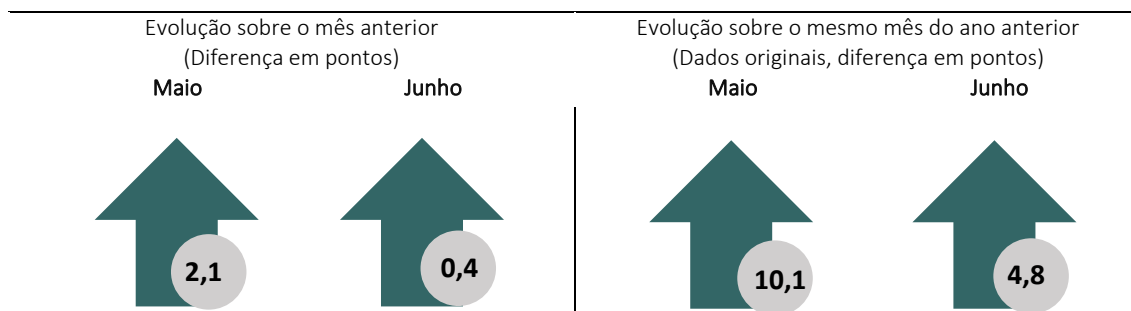 Evolução sobre o mês anterior
(Diferença em pontos)
Maio Junho
2,1 0,4
Evolução sobre o mesmo mês do ano anterior
(Dados originais, diferença em pontos)
Maio Junho
10,1 4,8